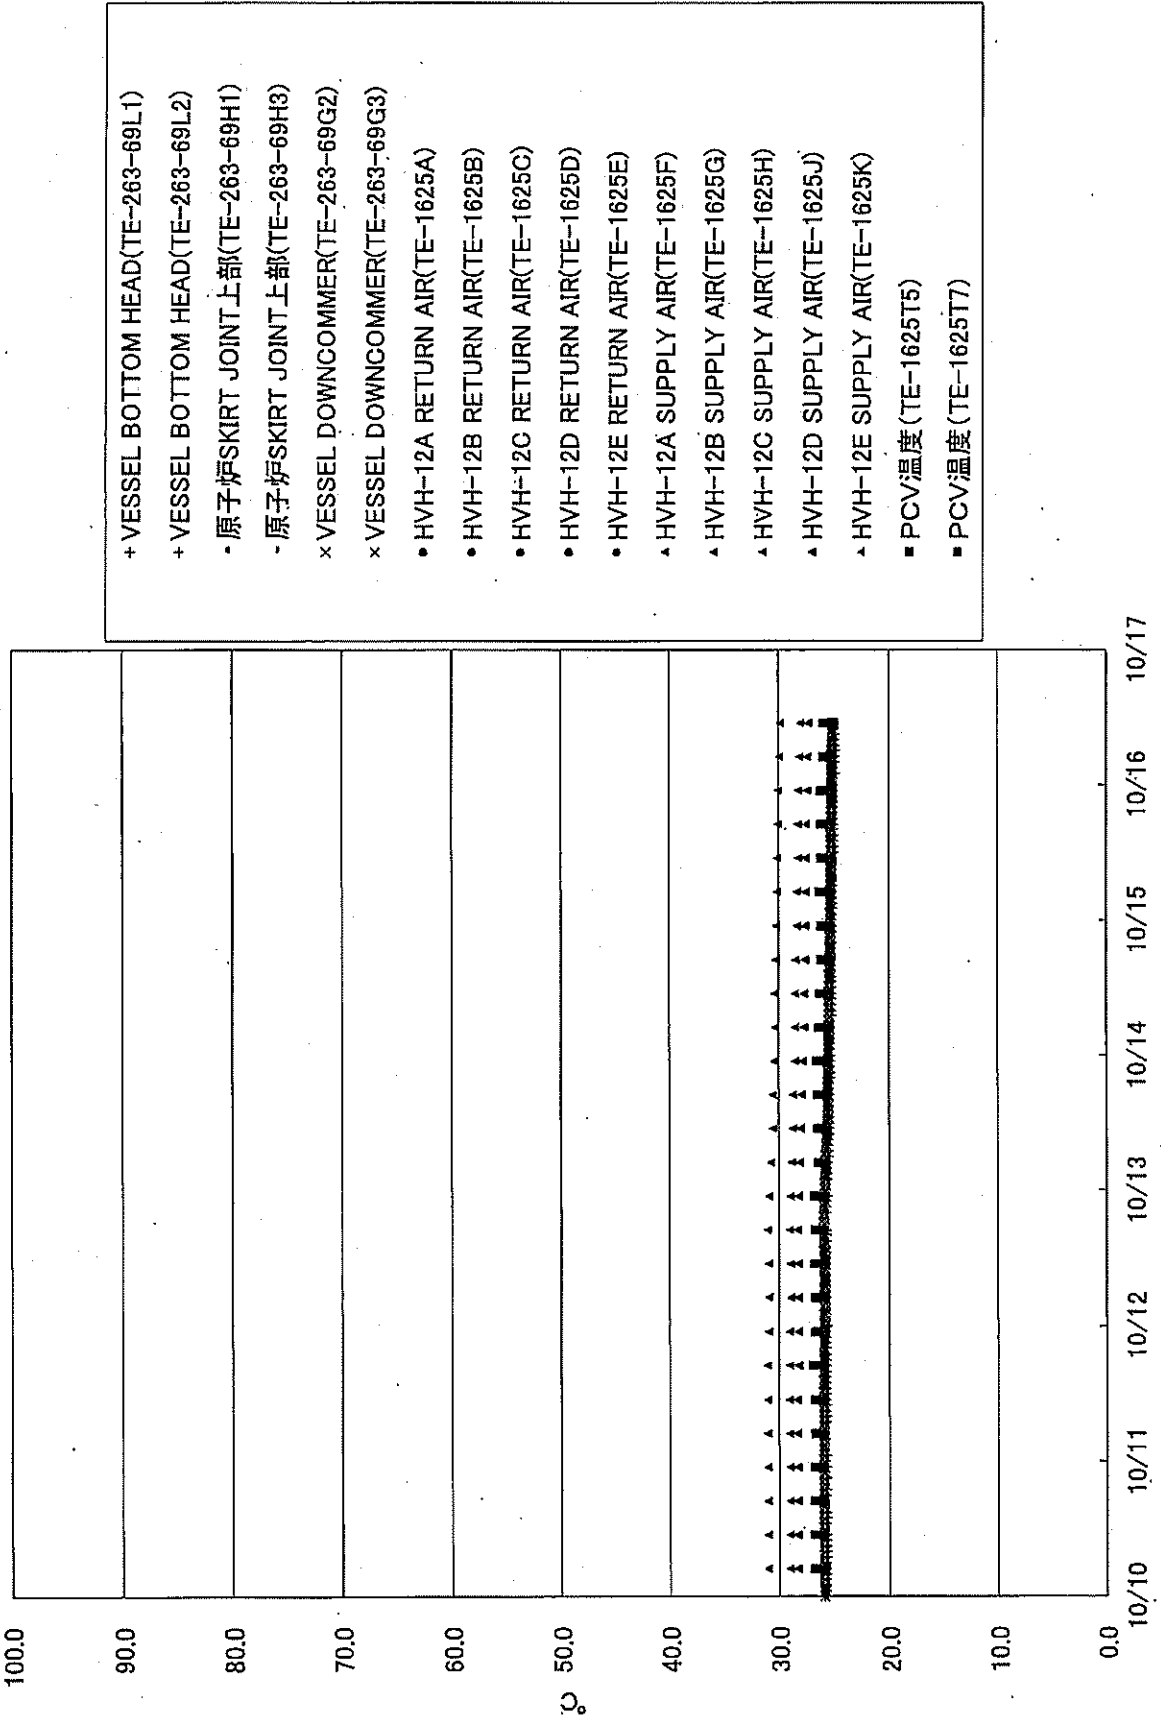 100.0
90.0
80.0
70.0
60.0
50.0
40.0
30.0
20.0
10.0
0.0
℃
10/10
10/11
10/12
10/13
10/14
10/15
10/16
10/17
+ VESSEL BOTTOM HEAD(TE-263-69L1)
+ VESSEL BOTTOM HEAD(TE-263-69L2)
- 原子炉SKIRT JOINT上部(TE-263-69H1)
- 原子炉SKIRT JOINT上部(TE-263-69H3)
× VESSEL DOWNCOMMER(TE-263-69G2)
× VESSEL DOWNCOMMER(TE-263-69G3)
● HVH-12A RETURN AIR(TE-1625A)
● HVH-12B RETURN AIR(TE-1625B)
● HVH-12C RETURN AIR(TE-1625C)
● HVH-12D RETURN AIR(TE-1625D)
● HVH-12E RETURN AIR(TE-1625E)
▲ HVH-12A SUPPLY AIR(TE-1625F)
▲ HVH-12B SUPPLY AIR(TE-1625G)
▲ HVH-12C SUPPLY AIR(TE-1625H)
▲ HVH-12D SUPPLY AIR(TE-1625J)
▲ HVH-12E SUPPLY AIR(TE-1625K)
■ PCV温度(TE-1625T5)
■ PCV温度(TE-1625T7)